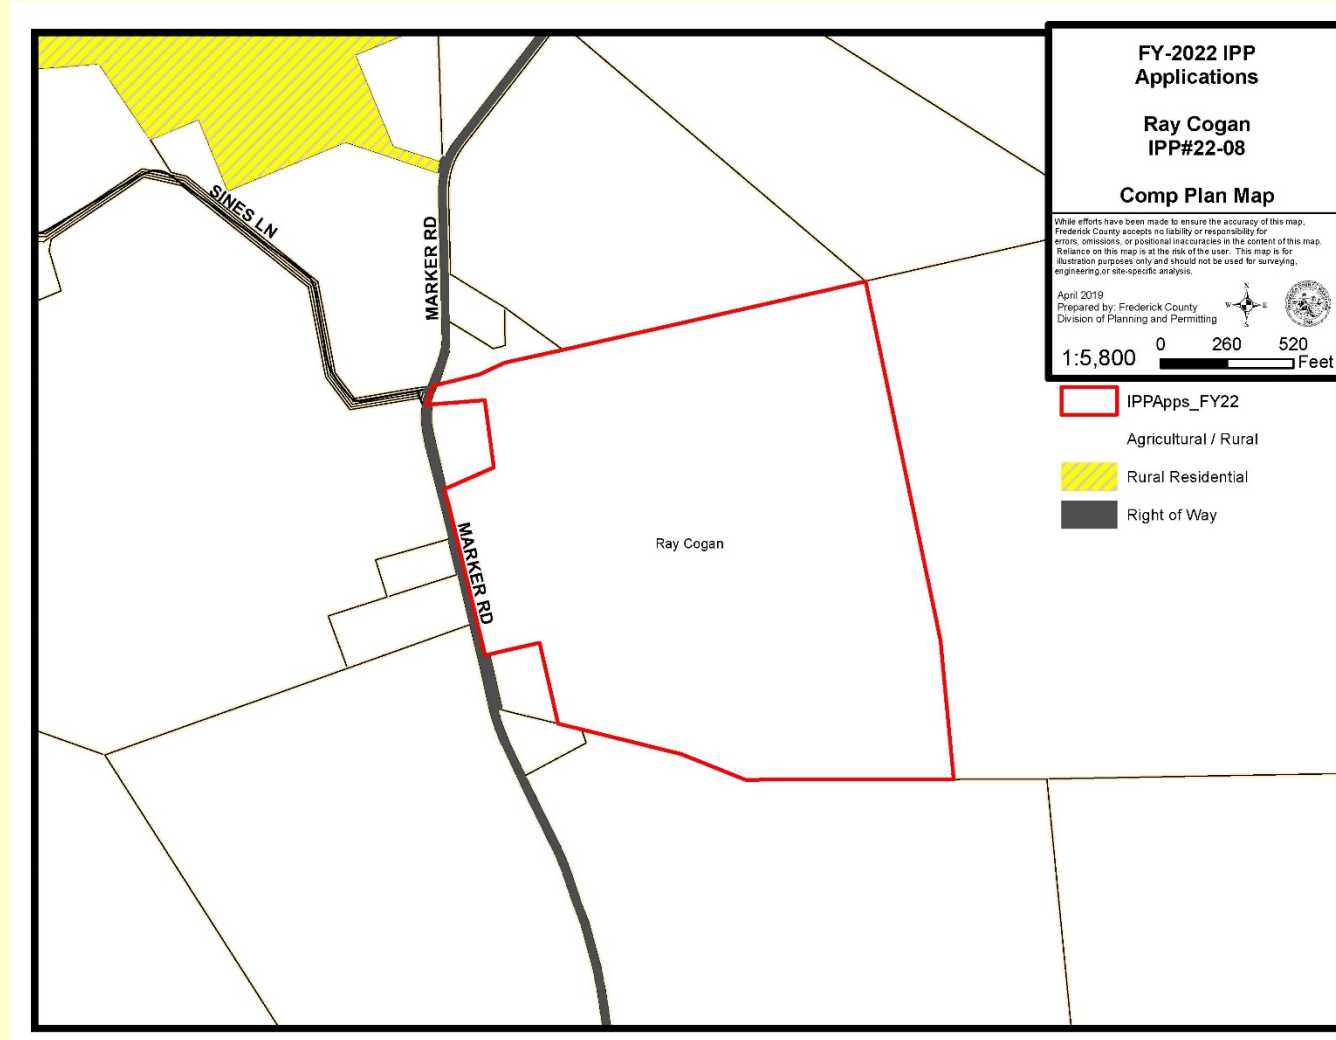 FY-2022 IPP
Applications
Ray Cogan
IPP#22-08
Comp Plan Map
While efforts have been made to ensure the accuracy of this map,
Frederick County accepts no liability or responsibility for
errors, omissions, or positional inaccuracies in the content of this map.
Reliance on this map is at the risk of the user. This map is for
illustration purposes only and should not be used for surveying,
engineering,or site-specific analysis.
April 2019
Prepared by: Frederick County
Division of Planning and Permitting
N
W E
S
1:5,800
0 260 520
Feet
IPPApps_FY22
Agricultural / Rural
Rural Residential
Right of Way
SINES LN
MARKER RD
MARKER RD
Ray Cogan